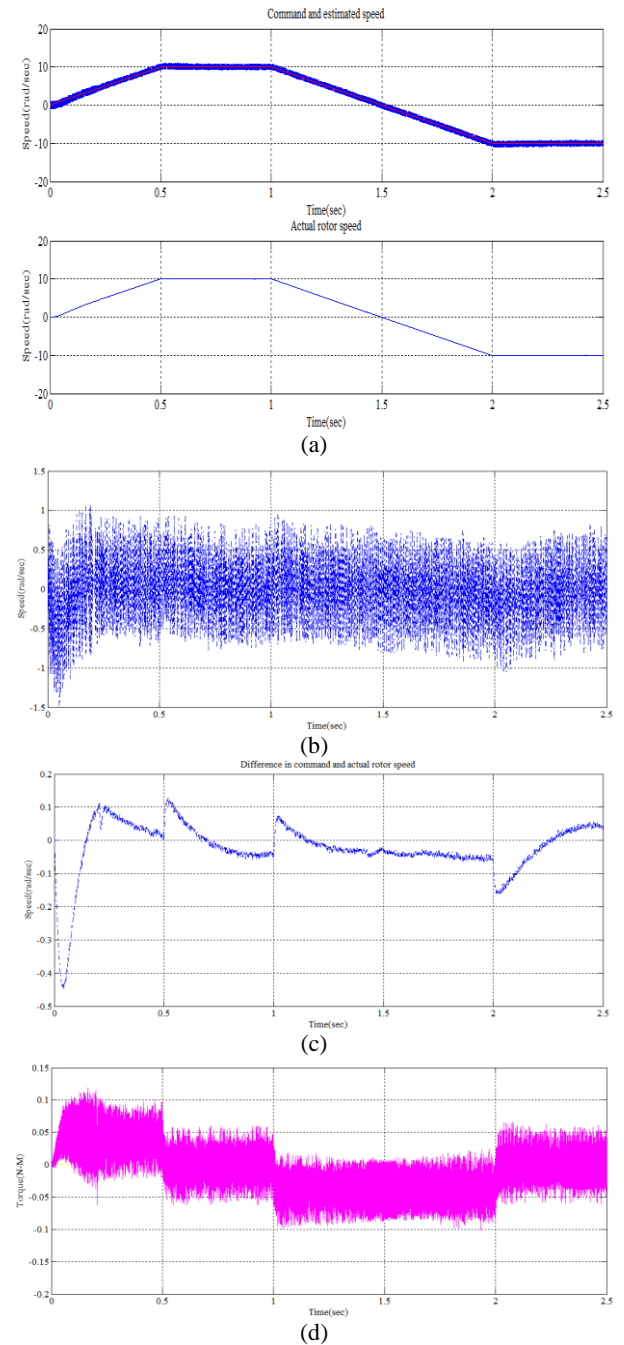 Command and estimated speed
20
10
0
-10
-20
Speed(rad/sec)
0 0.5 1 1.5 2 2.5
Time(sec)
Actual rotor speed
20
10
0
-10
-20
Speed(rad/sec)
0 0.5 1 1.5 2 2.5
Time(sec)
(a)
1.5
1
0.5
0
-0.5
-1
-1.5
Speed(rad/sec)
0 0.5 1 1.5 2 2.5
Time(sec)
(b)
Difference in command and actual rotor speed
0.2
0.1
0
-0.1
-0.2
-0.3
-0.4
-0.5
Speed(rad/sec)
0 0.5 1 1.5 2 2.5
Time(sec)
(c)
0.15
0.1
0.05
0
-0.05
-0.1
-0.15
-0.2
Torque(N-M)
0 0.5 1 1.5 2 2.5
Time(sec)
(d)